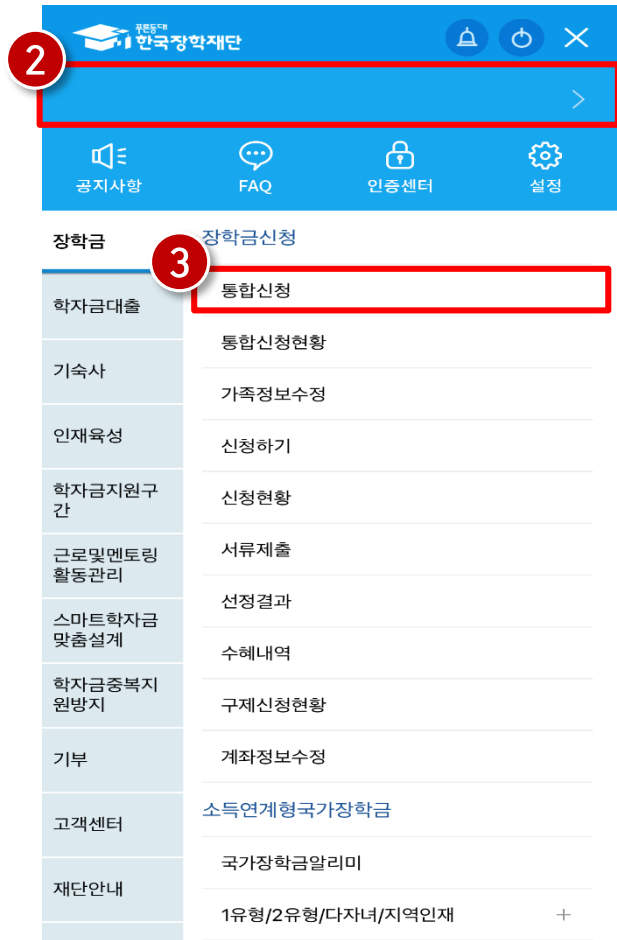 푸른등대
한국장학재단
2
공지사항 FAQ 인증센터 설정
장학금
학자금대출
기숙사
인재육성
학자금지원구
간
근로및멘토링
활동관리
스마트학자금
맞춤설계
학자금중복지
원방지
기부
고객센터
재단안내
장학금신청
3
통합신청
통합신청현황
가족정보수정
신청하기
신청현황
서류제출
선정결과
수혜내역
구제신청현황
계좌정보수정
소득연계형국가장학금
국가장학금알리미
1유형/2유형/다자녀/지역인재 +